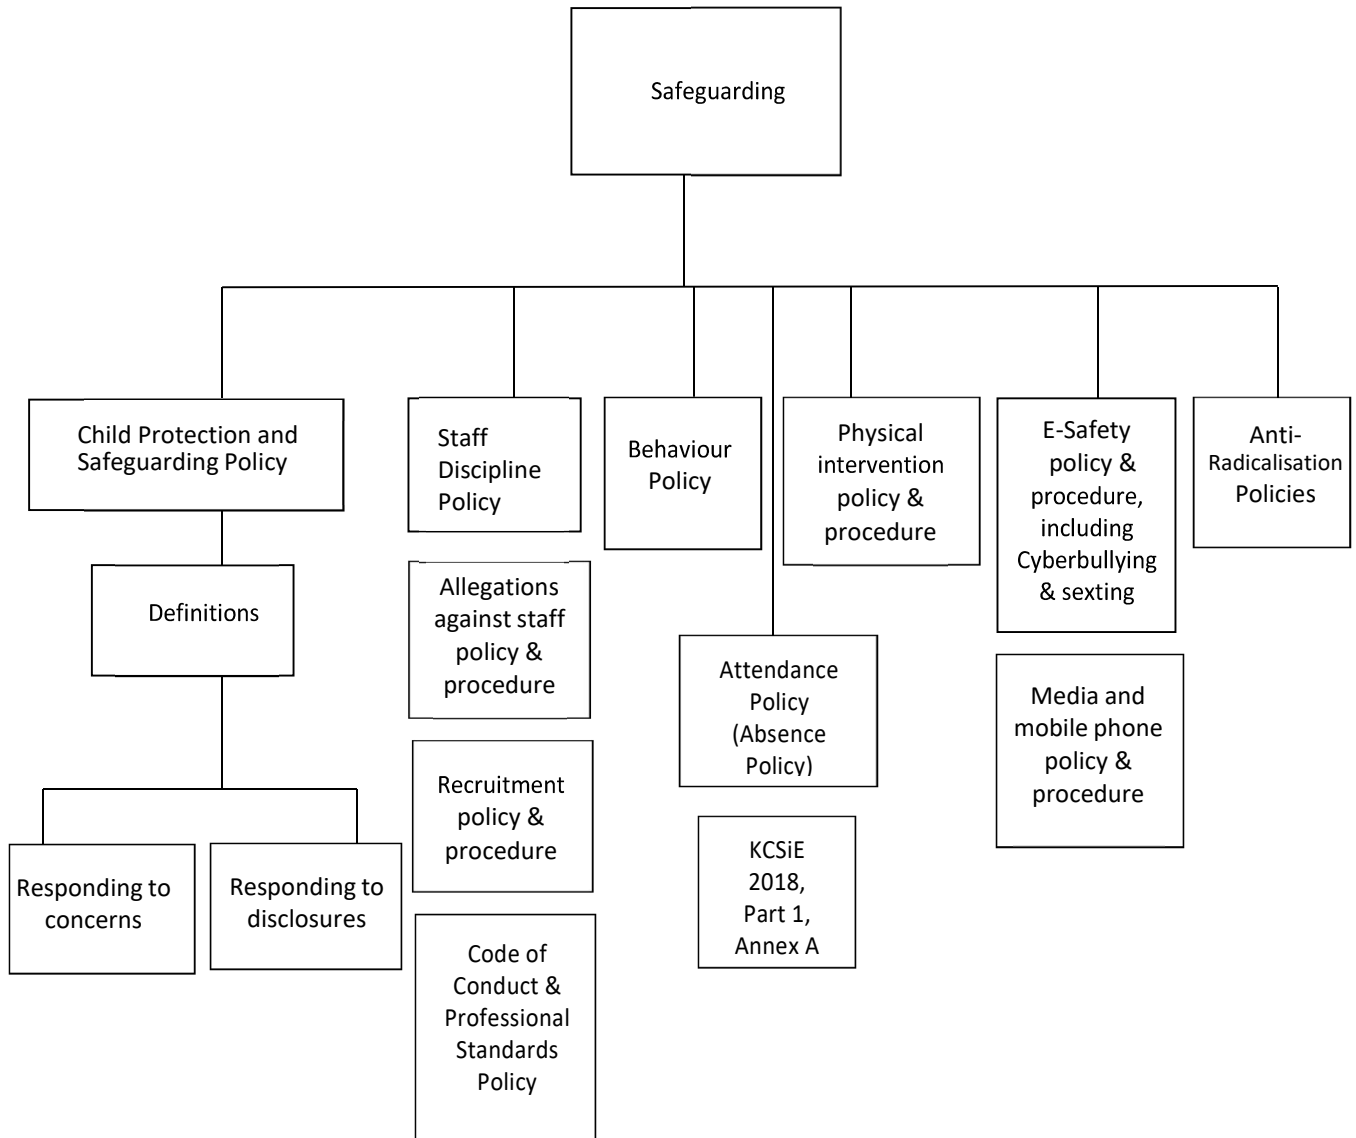 Safeguarding
Child Protection and
Safeguarding Policy
Staff
Discipline
Policy
Behaviour
Policy
Physical
intervention
policy &
procedure
E-Safety
policy &
procedure,
including
Cyberbullying
& sexting
Anti-
Radicalisation
Policies
Definitions
Allegations
against staff
policy &
procedure
Attendance
Policy
(Absence
Policy)
Media and
mobile phone
policy &
procedure
Recruitment
policy &
procedure
KCSiE
2018,
Part 1,
Annex A
Responding to
concerns
Responding to
disclosures
Code of
Conduct &
Professional
Standards
Policy